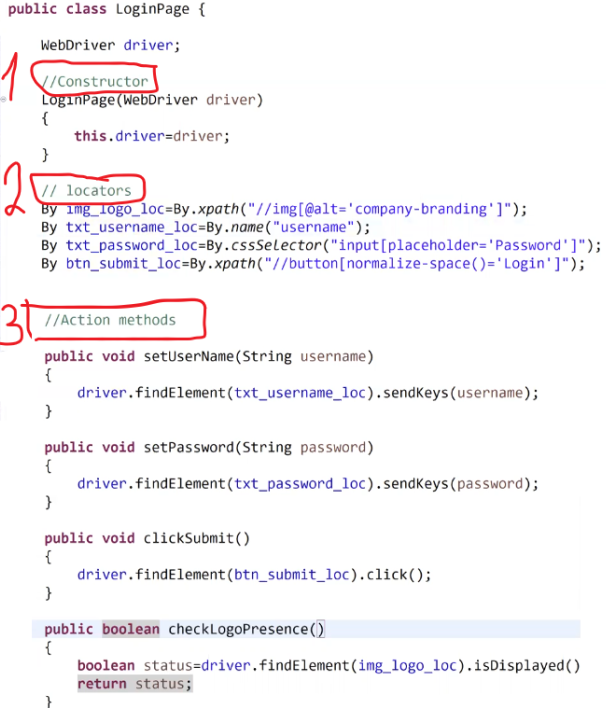 public class LoginPage {
WebDriver driver;
1
//Constructor
LoginPage(WebDriver driver)
{
this.driver=driver;
}
2
// locators
By img_logo_loc=By.xpath("//img[@alt='company-branding']");
By txt_username_loc=By.name("username");
By txt_password_loc=By.cssSelector("input[placeholder='Password']");
By btn_submit_loc=By.xpath("//button[normalize-space()='Login']");
3
//Action methods
public void setUserName(String username)
{
driver.findElement(txt_username_loc).sendKeys(username);
}
public void setPassword(String password)
{
driver.findElement(txt_password_loc).sendKeys(password);
}
public void clickSubmit()
{
driver.findElement(btn_submit_loc).click();
}
public boolean checkLogoPresence()
{
boolean status=driver.findElement(img_logo_loc).isDisplayed()
return status;
}